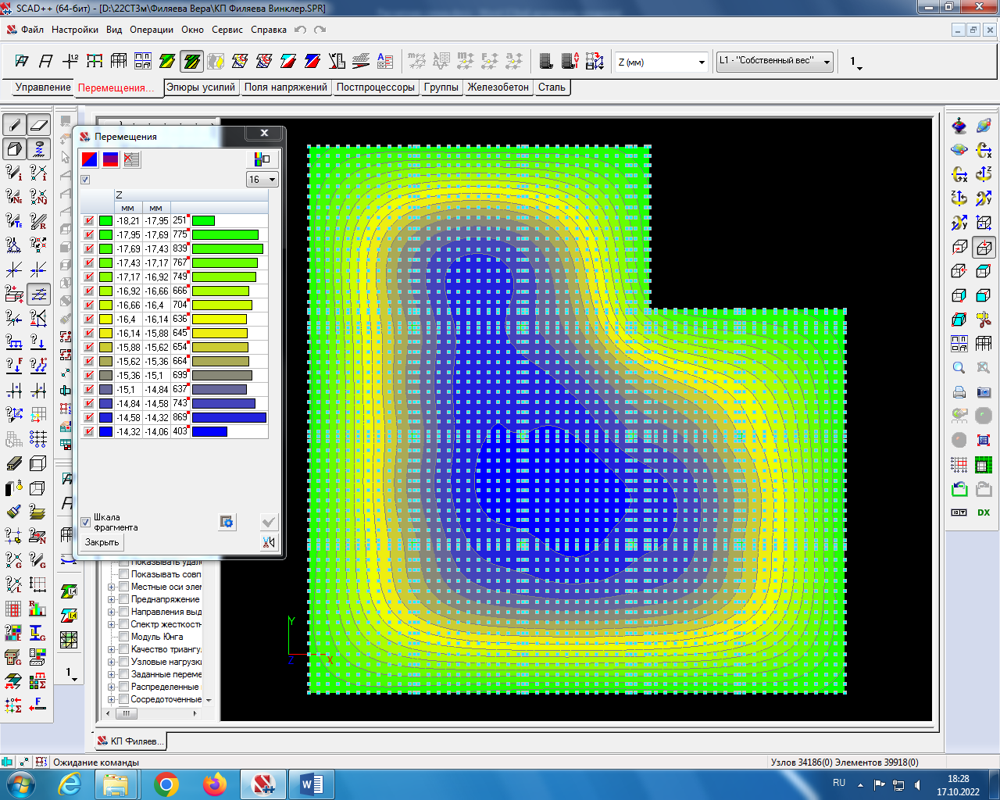 SCAD++ (64-бит) - [D:\22СТ3м\Филяева Вера\КП Филяева Винклер.SPR]
Файл Настройки Вид Операции Окно Сервис Справка
Z (мм) L1 - "Собственный вес" 1
Управление Перемещения... Эпюры усилий Поля напряжений Постпроцессоры Группы Железобетон Сталь
Перемещения
16
Z
мм мм
-18,21 -17,95 251
-17,95 -17,69 775
-17,69 -17,43 839
-17,43 -17,17 767
-17,17 -16,92 749
-16,92 -16,66 666
-16,66 -16,4 704
-16,4 -16,14 636
-16,14 -15,88 645
-15,88 -15,62 654
-15,62 -15,36 664
-15,36 -15,1 699
-15,1 -14,84 637
-14,84 -14,58 743
-14,58 -14,32 869
-14,32 -14,06 403
Шкала
фрагмента
Закрыть
Показывать удале
Показывать совп
Местные оси элем
Преднапряжение
Направления выд
Спектр жесткост
Модуль Юнга
Качество триангу.
Узловые нагрузки
Заданные переме
Распределенные
Сосредоточенные
Y
Z X
1
DX
КП Филяев...
Ожидание команды Узлов 34186(0) Элементов 39918(0)
RU 18:28
17.10.2022